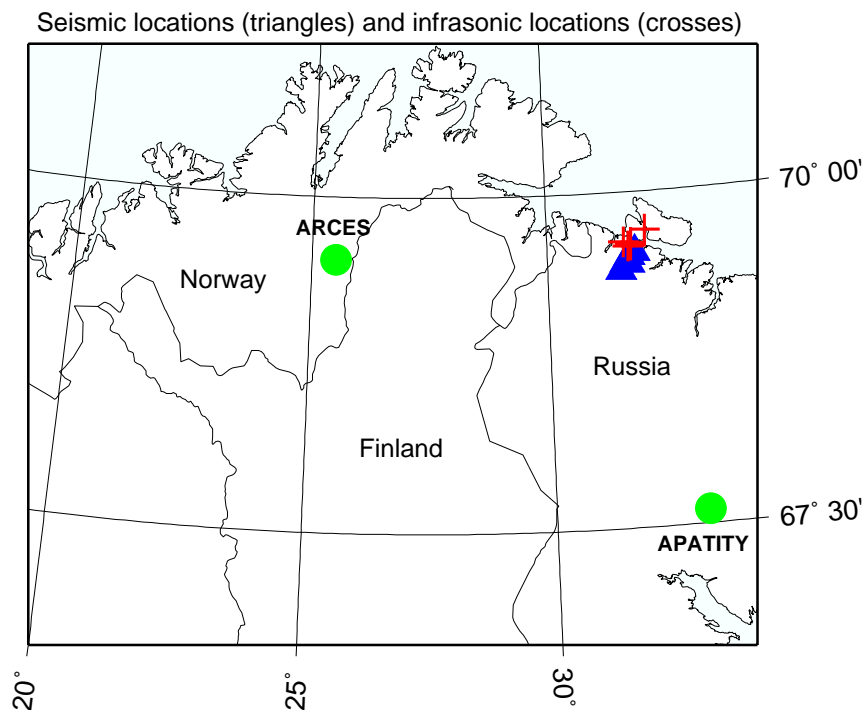 Seismic locations (triangles) and infrasonic locations (crosses)
70° 00'
ARCES
Norway
Russia
Finland
67° 30'
APATITY
20°
25°
30°